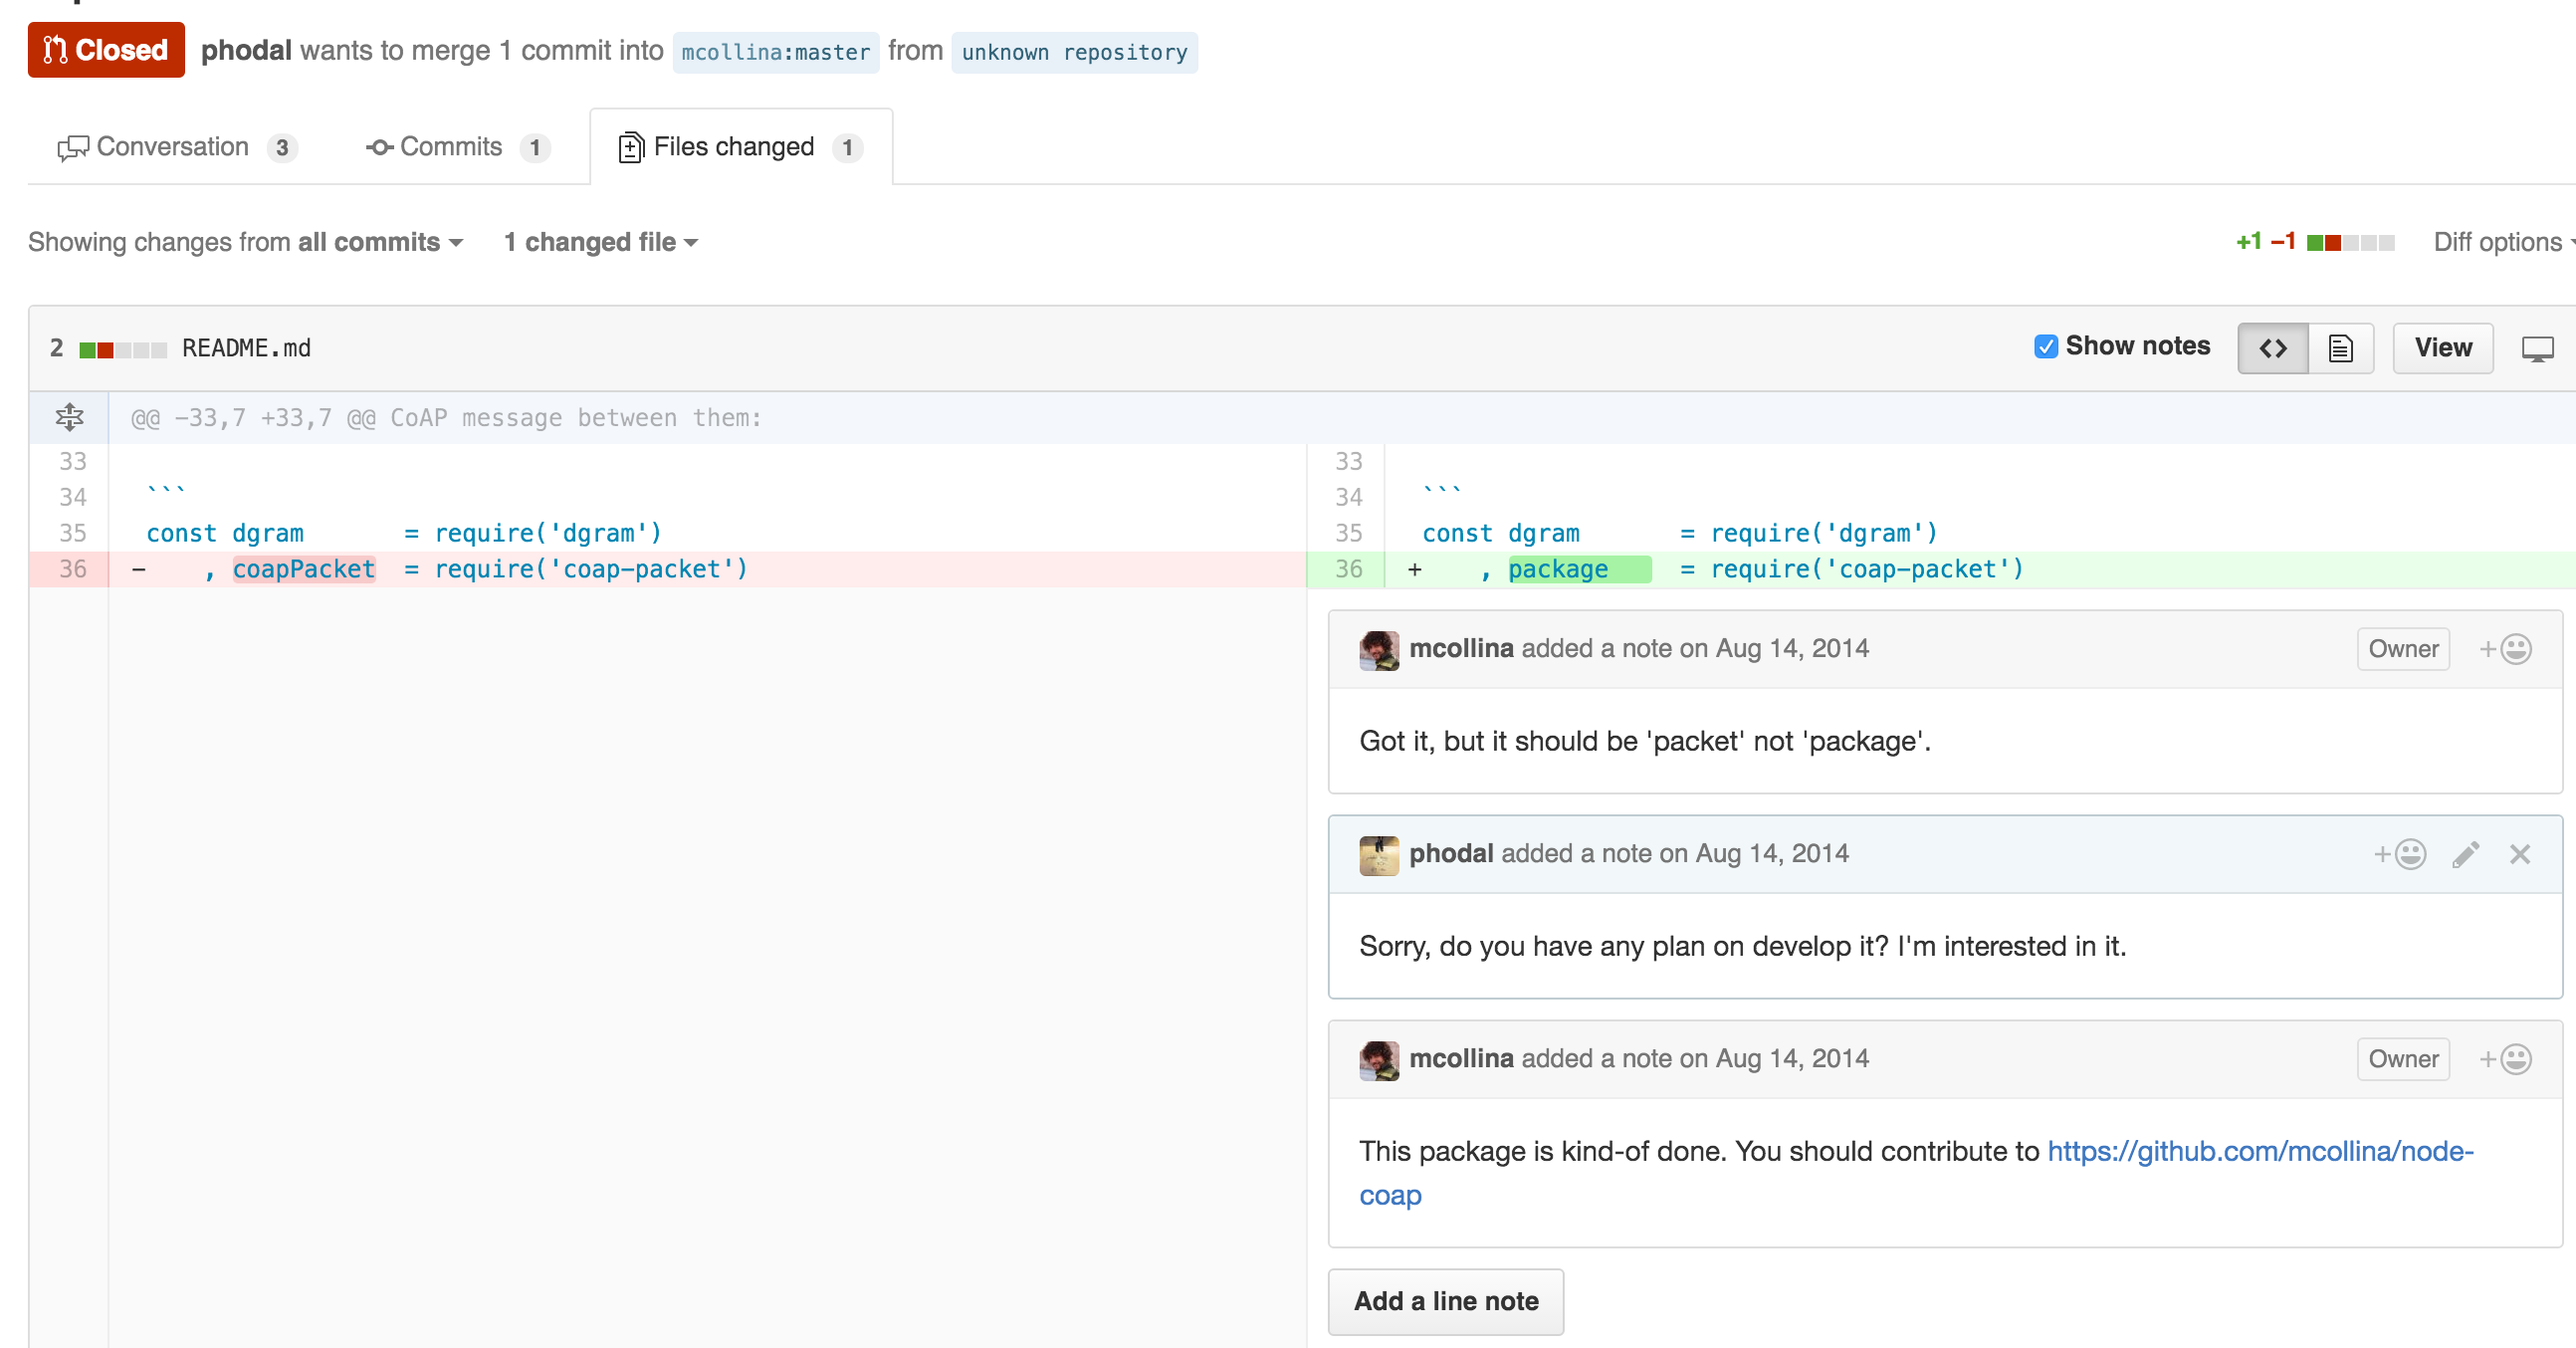 Closed phodal wants to merge 1 commit into mcollina:master from unknown repository
Conversation 3 Commits 1 Files changed 1
Showing changes from all commits 1 changed file +1 −1 Diff options
2 README.md Show notes <> View
@@ -33,7 +33,7 @@ CoAP message between them:
33 33
34 ``` 34 ```
35 const dgram = require('dgram') 35 const dgram = require('dgram')
36 - , coapPacket = require('coap-packet') 36 + , package = require('coap-packet')
mcollina added a note on Aug 14, 2014 Owner +
Got it, but it should be 'packet' not 'package'.
phodal added a note on Aug 14, 2014 +
Sorry, do you have any plan on develop it? I'm interested in it.
mcollina added a note on Aug 14, 2014 Owner +
This package is kind-of done. You should contribute to https://github.com/mcollina/node-
coap
Add a line note